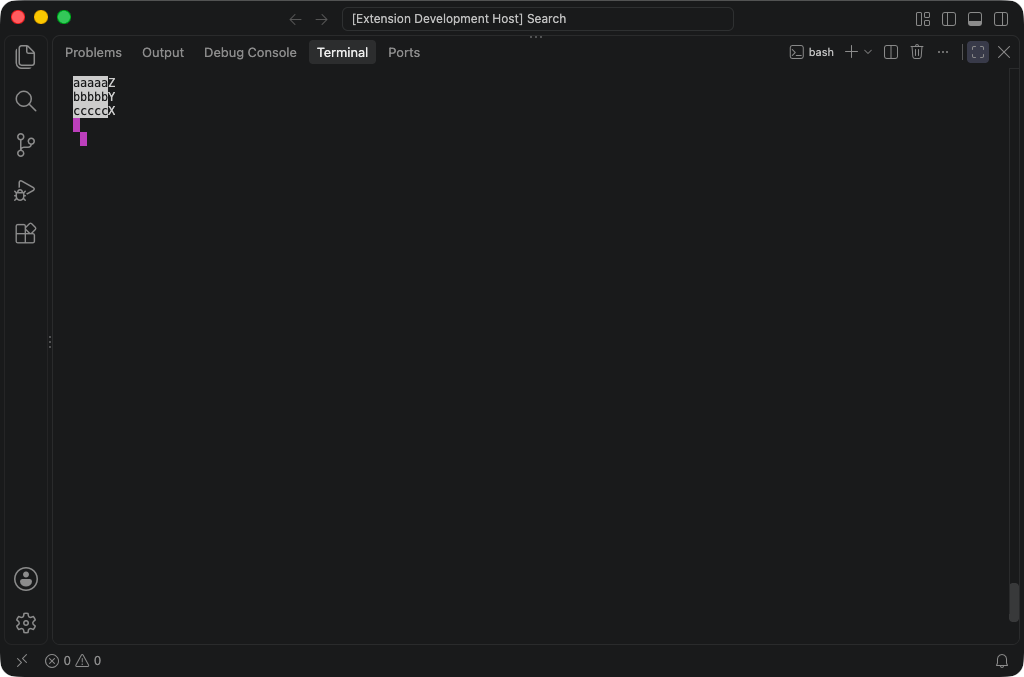 [Extension Development Host] Search
Problems Output Debug Console Terminal Ports bash
aaaaaZ
bbbbbY
cccccX
0 0